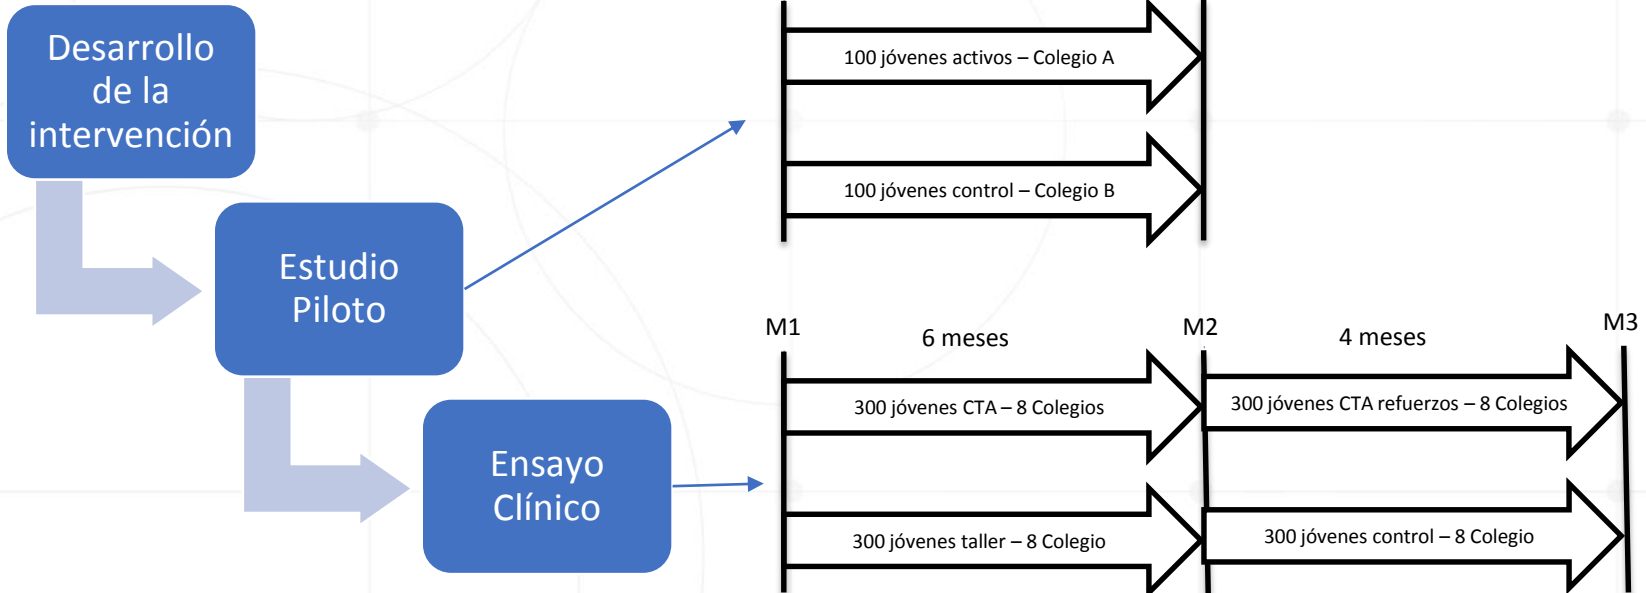 Desarrollo
de la
intervención
100 jóvenes activos – Colegio A
100 jóvenes control – Colegio B
Estudio
Piloto
M1
6 meses
M2
4 meses
M3
300 jóvenes CTA – 8 Colegios
300 jóvenes CTA refuerzos – 8 Colegios
Ensayo
Clínico
300 jóvenes taller – 8 Colegio
300 jóvenes control – 8 Colegio